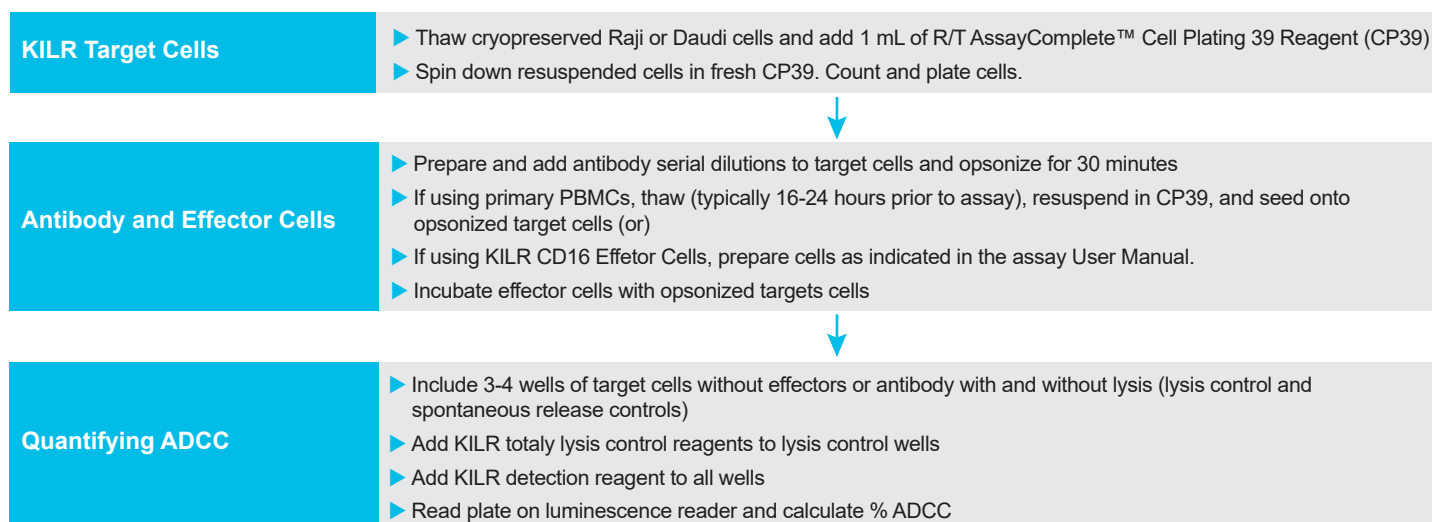 KILR Target Cells
▶ Thaw cryopreserved Raji or Daudi cells and add 1 mL of R/T AssayComplete™ Cell Plating 39 Reagent (CP39)
▶ Spin down resuspended cells in fresh CP39. Count and plate cells.
Antibody and Effector Cells
▶ Prepare and add antibody serial dilutions to target cells and opsonize for 30 minutes
▶ If using primary PBMCs, thaw (typically 16-24 hours prior to assay), resuspend in CP39, and seed onto
opsonized target cells (or)
▶ If using KILR CD16 Effetor Cells, prepare cells as indicated in the assay User Manual.
▶ Incubate effector cells with opsonized targets cells
Quantifying ADCC
▶ Include 3-4 wells of target cells without effectors or antibody with and without lysis (lysis control and
spontaneous release controls)
▶ Add KILR totaly lysis control reagents to lysis control wells
▶ Add KILR detection reagent to all wells
▶ Read plate on luminescence reader and calculate % ADCC